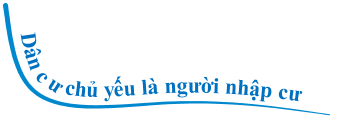 Dân cư chủ yếu là người nhập cư